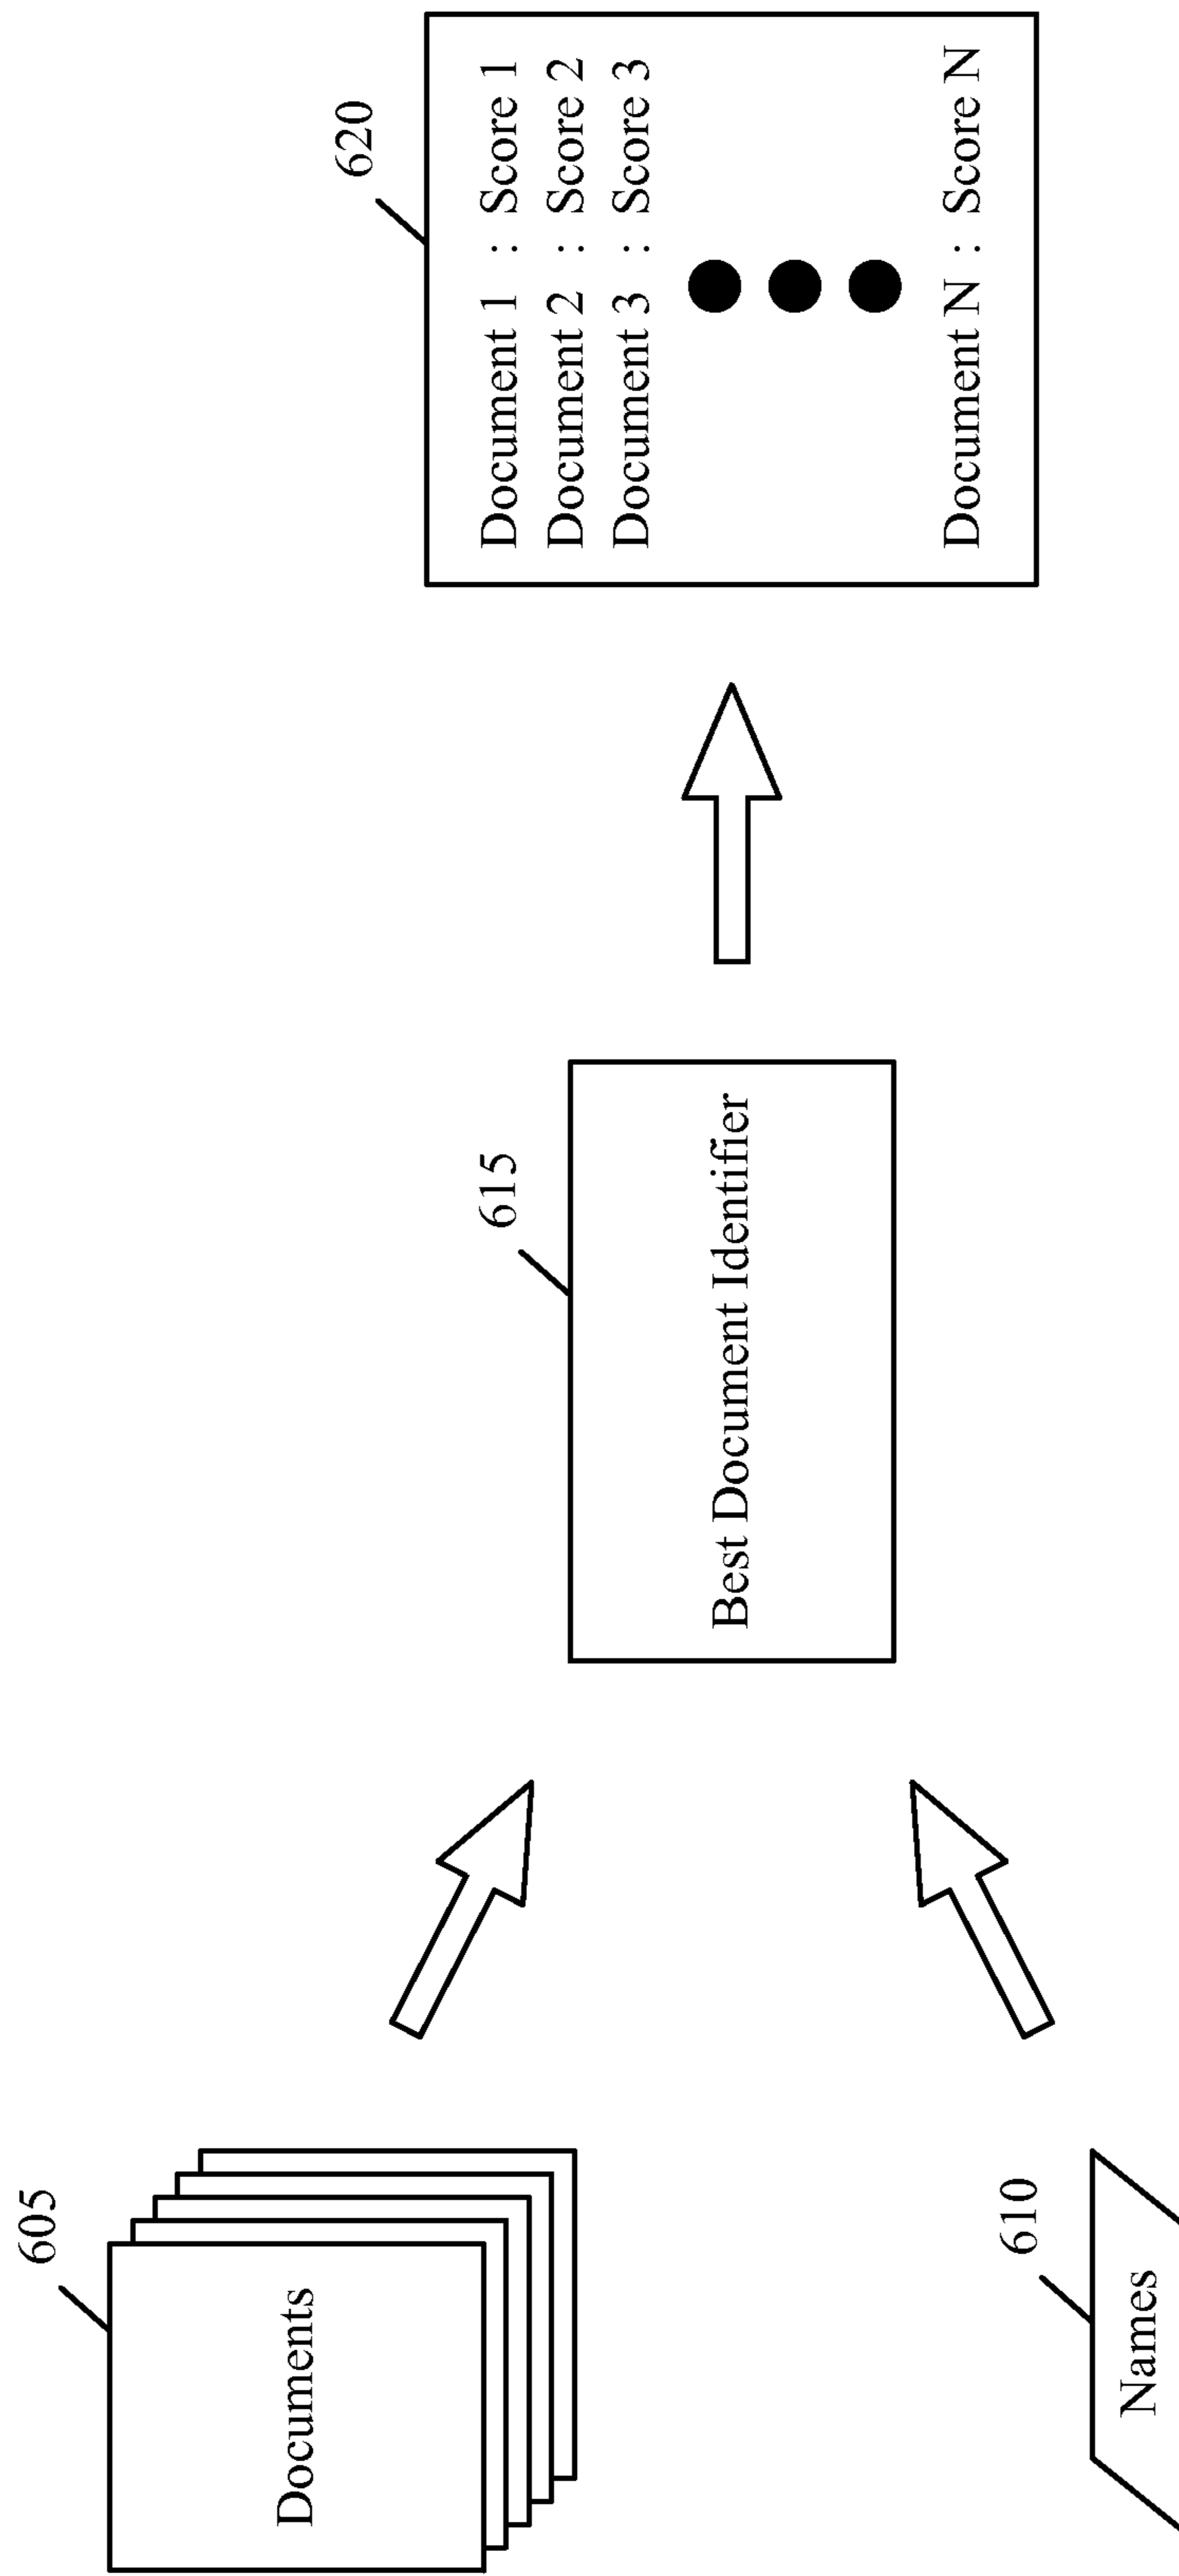 605
Documents
610
Names
615
Best Document Identifier
620
Document 1 : Score 1
Document 2 : Score 2
Document 3 : Score 3
Document N : Score N